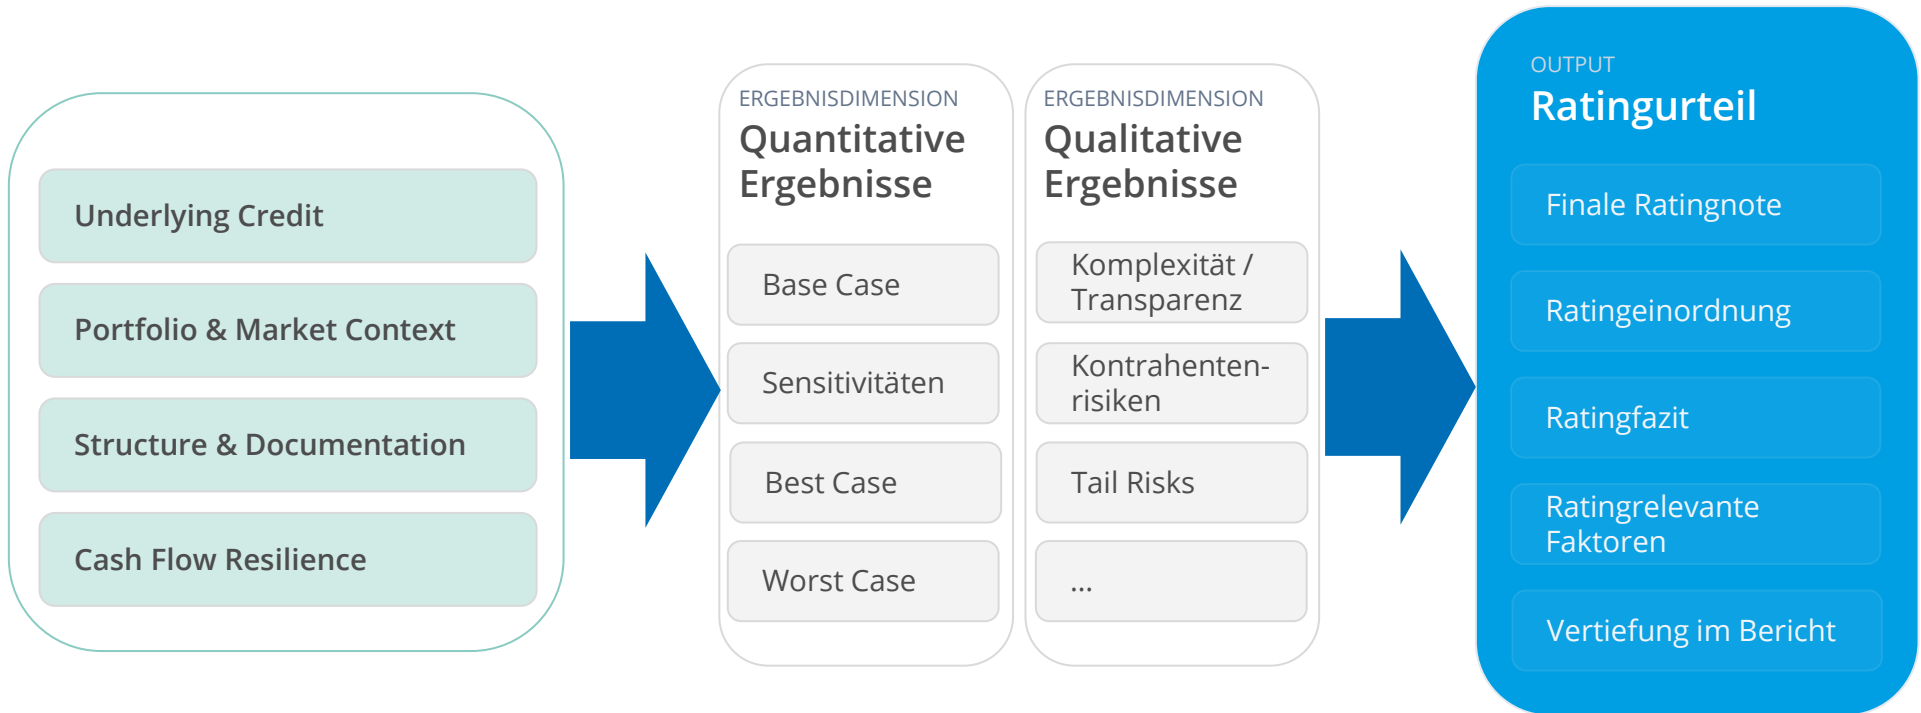 Underlying Credit
Portfolio & Market Context
Structure & Documentation
Cash Flow Resilience
ERGEBNISDIMENSION
Quantitative
Ergebnisse
Base Case
Sensitivitäten
Best Case
Worst Case
ERGEBNISDIMENSION
Qualitative
Ergebnisse
Komplexität /
Transparenz
Kontrahenten-
risiken
Tail Risks
...
OUTPUT
Ratingurteil
Finale Ratingnote
Ratingeinordnung
Ratingfazit
Ratingrelevante
Faktoren
Vertiefung im Bericht